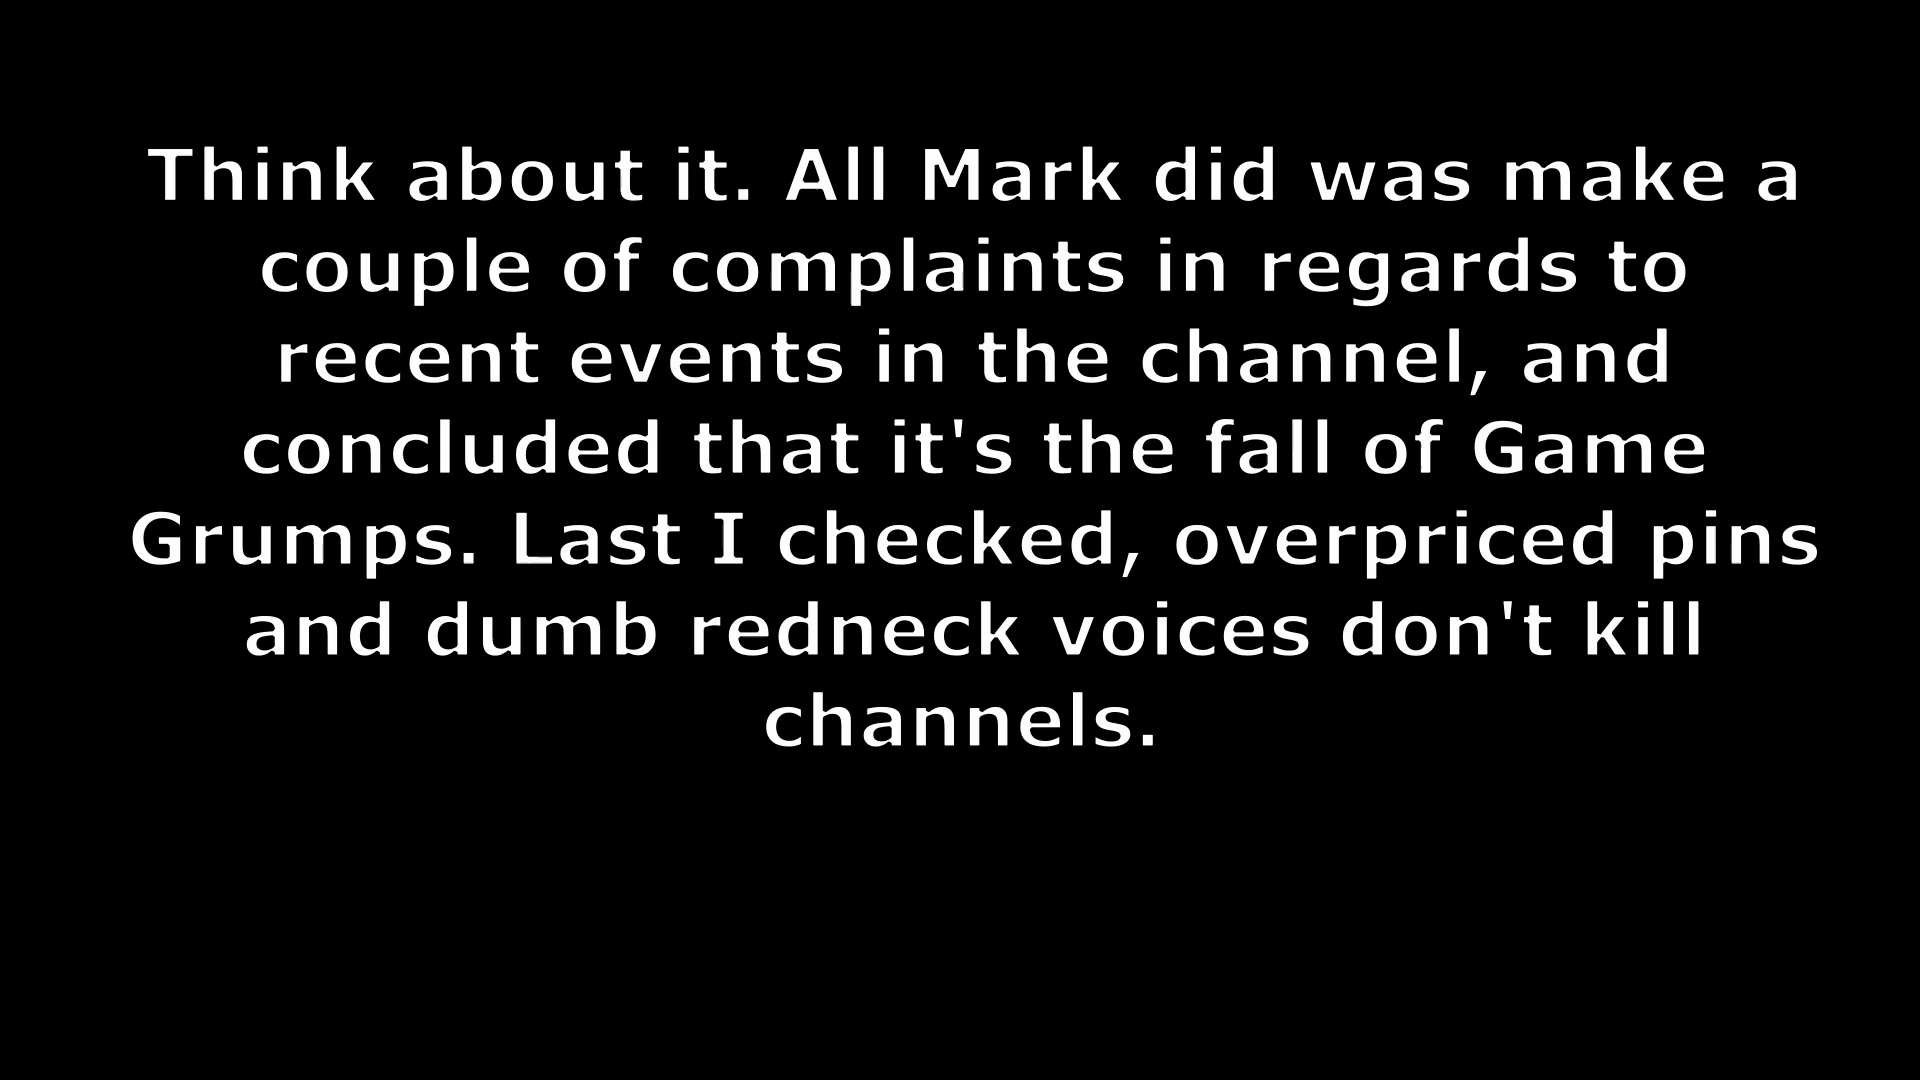 Think about it. All Mark did was make a
couple of complaints in regards to
recent events in the channel, and
concluded that it's the fall of Game
Grumps. Last I checked, overpriced pins
and dumb redneck voices don't kill
channels.